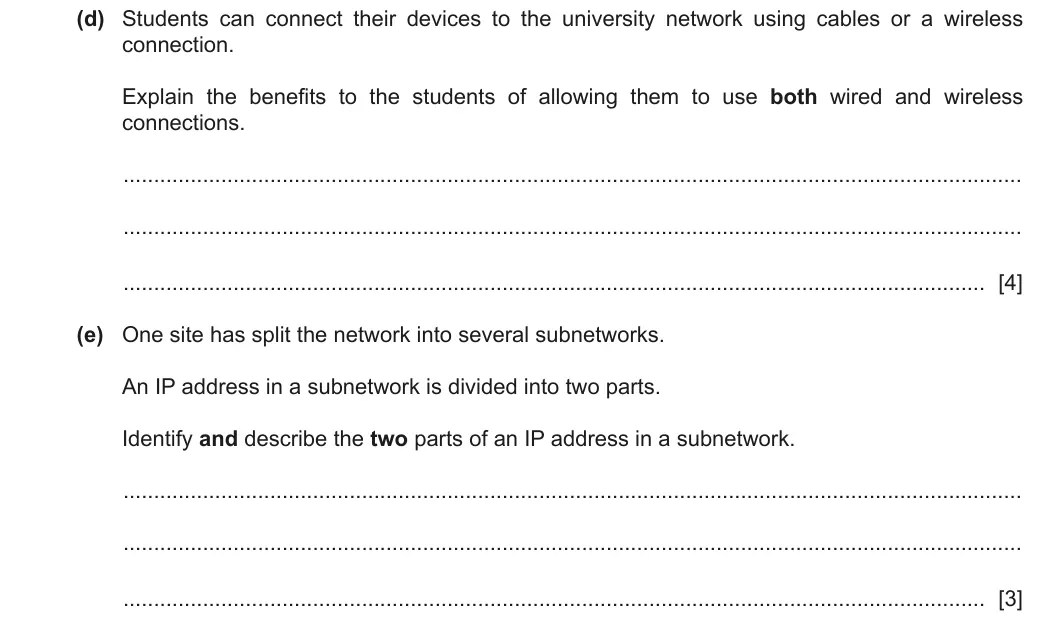 (d) Students can connect their devices to the university network using cables or a wireless
connection.
Explain the benefits to the students of allowing them to use both wired and wireless
connections.
..........................................................................................................................................
..........................................................................................................................................
.................................................................................................................................... [4]
(e) One site has split the network into several subnetworks.
An IP address in a subnetwork is divided into two parts.
Identify and describe the two parts of an IP address in a subnetwork.
..........................................................................................................................................
..........................................................................................................................................
.................................................................................................................................... [3]